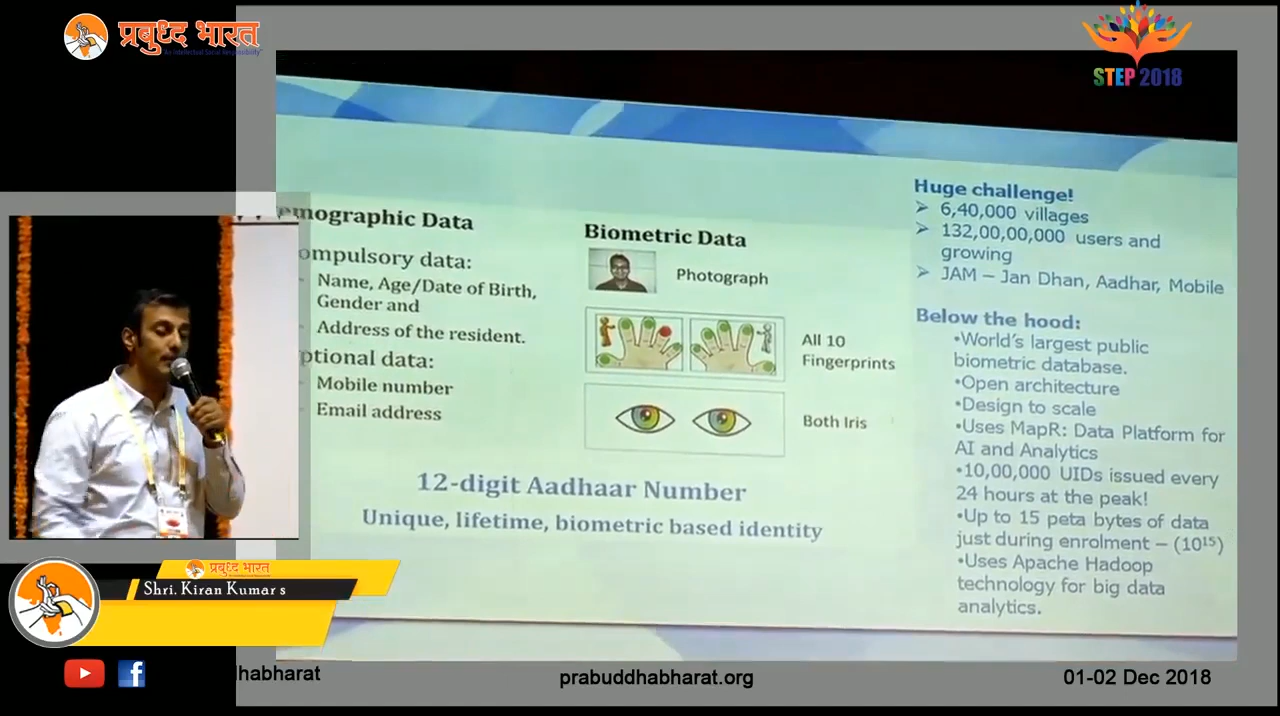 प्रबुध्द भारत
An Intellectual Social Responsibility
STEP 2018
emographic Data
ompulsory data:
Name, Age/Date of Birth,
Gender and
Address of the resident.
ptional data:
Mobile number
Email address
Biometric Data
Photograph
All 10
Fingerprints
Both Iris
12-digit Aadhaar Number
Unique, lifetime, biometric based identity
Huge challenge!
➢ 6,40,000 villages
➢ 132,00,00,000 users and
growing
➢ JAM – Jan Dhan, Aadhar, Mobile
Below the hood:
•World's largest public
biometric database.
•Open architecture
•Design to scale
•Uses MapR: Data Platform for
AI and Analytics
•10,00,000 UIDs issued every
24 hours at the peak!
•Up to 15 peta bytes of data
just during enrolment – (10¹⁵)
•Uses Apache Hadoop
technology for big data
analytics.
प्रबुध्द भारत
Shri. Kiran Kumar s
dhabharat
prabuddhabharat.org
01-02 Dec 2018